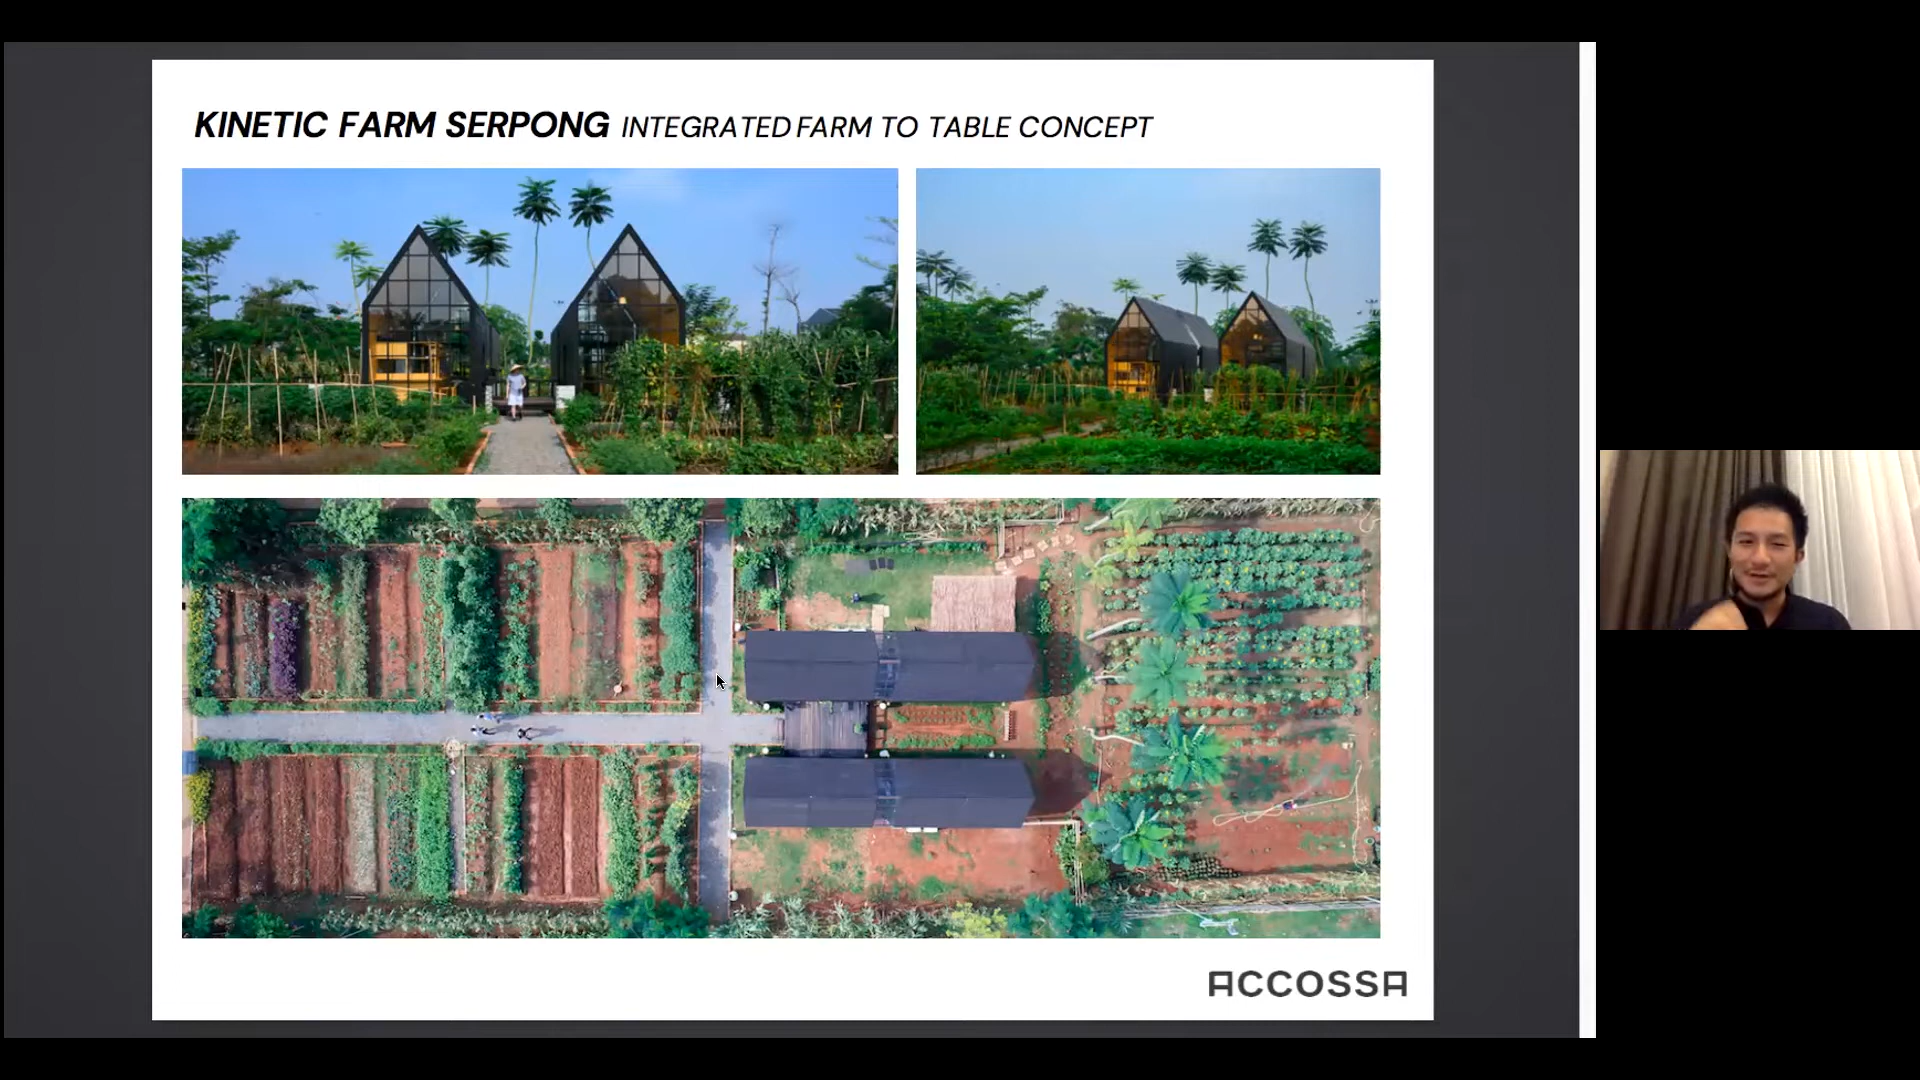 KINETIC FARM SERPONG INTEGRATED FARM TO TABLE CONCEPT
ACCOSSA